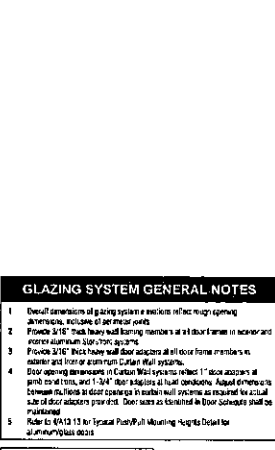 GLAZING SYSTEM GENERAL NOTES
1 Overall dimensions of glazing system elevations reflect rough opening
dimensions, inclusive of perimeter joints
2 Provide 3/16" thick heavy wall framing members at all door frames in exterior and
interior aluminum Storefront systems
3 Provide 3/16" thick heavy wall door adapters at all door frame members in
exterior and interior aluminum Curtain Wall systems.
4 Door opening dimensions in Curtain Wall systems reflect 1" door adapters at
jamb conditions, and 1-3/4" door adapters at head conditions. Adjust dimensions
between mullions at door openings in curtain wall systems as required for actual
size of door adapters provided. Door sizes as identified in Door Schedule shall be
maintained
5 Refer to 4/A13.13 for Typical Push/Pull Mounting Heights Detail for
aluminum/glass doors